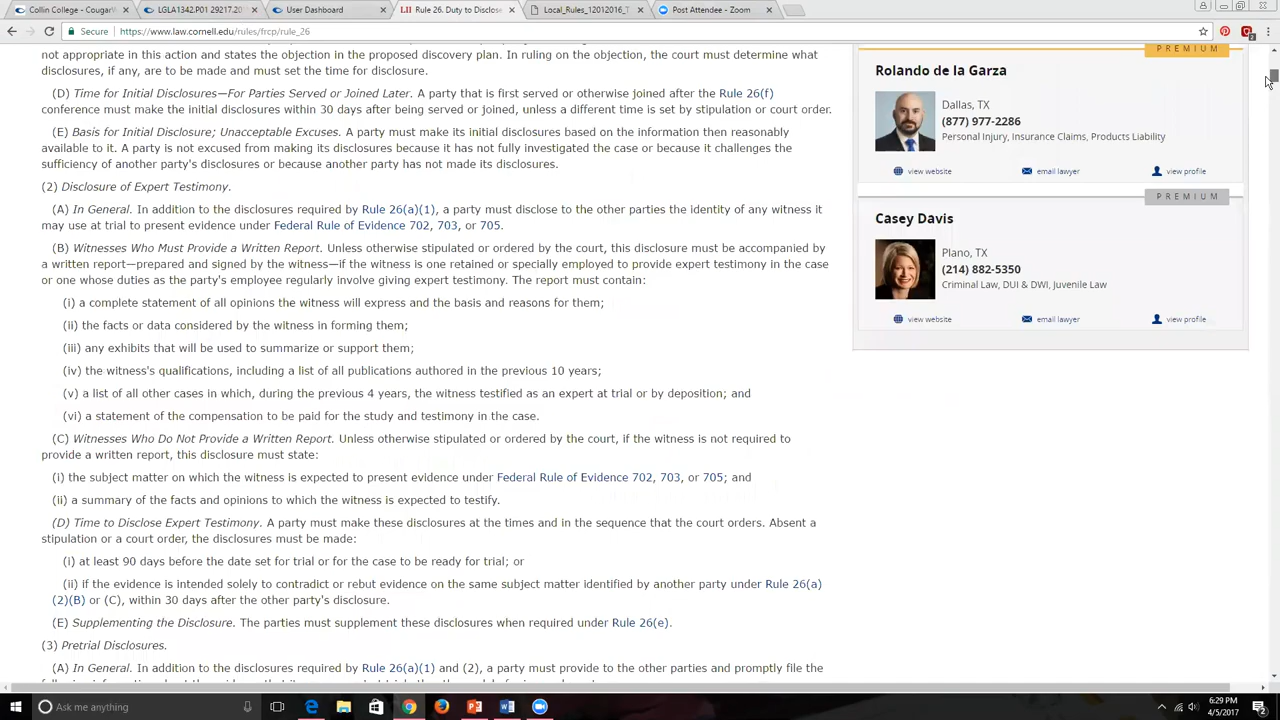 Collin College - CougarW
LGLA1342.P01 29217.20
User Dashboard
Rule 26. Duty to Disclose
Local_Rules_12012016_T
Post Attendee - Zoom
Secure https://www.law.cornell.edu/rules/frcp/rule_26
not appropriate in this action and states the objection in the proposed discovery plan. In ruling on the objection, the court must determine what
disclosures, if any, are to be made and must set the time for disclosure.
(D) Time for Initial Disclosures—For Parties Served or Joined Later. A party that is first served or otherwise joined after the Rule 26(f)
conference must make the initial disclosures within 30 days after being served or joined, unless a different time is set by stipulation or court order.
(E) Basis for Initial Disclosure; Unacceptable Excuses. A party must make its initial disclosures based on the information then reasonably
available to it. A party is not excused from making its disclosures because it has not fully investigated the case or because it challenges the
sufficiency of another party's disclosures or because another party has not made its disclosures.
(2) Disclosure of Expert Testimony.
(A) In General. In addition to the disclosures required by Rule 26(a)(1), a party must disclose to the other parties the identity of any witness it
may use at trial to present evidence under Federal Rule of Evidence 702, 703, or 705.
(B) Witnesses Who Must Provide a Written Report. Unless otherwise stipulated or ordered by the court, this disclosure must be accompanied by
a written report—prepared and signed by the witness—if the witness is one retained or specially employed to provide expert testimony in the case
or one whose duties as the party's employee regularly involve giving expert testimony. The report must contain:
(i) a complete statement of all opinions the witness will express and the basis and reasons for them;
(ii) the facts or data considered by the witness in forming them;
(iii) any exhibits that will be used to summarize or support them;
(iv) the witness's qualifications, including a list of all publications authored in the previous 10 years;
(v) a list of all other cases in which, during the previous 4 years, the witness testified as an expert at trial or by deposition; and
(vi) a statement of the compensation to be paid for the study and testimony in the case.
(C) Witnesses Who Do Not Provide a Written Report. Unless otherwise stipulated or ordered by the court, if the witness is not required to
provide a written report, this disclosure must state:
(i) the subject matter on which the witness is expected to present evidence under Federal Rule of Evidence 702, 703, or 705; and
(ii) a summary of the facts and opinions to which the witness is expected to testify.
(D) Time to Disclose Expert Testimony. A party must make these disclosures at the times and in the sequence that the court orders. Absent a
stipulation or a court order, the disclosures must be made:
(i) at least 90 days before the date set for trial or for the case to be ready for trial; or
(ii) if the evidence is intended solely to contradict or rebut evidence on the same subject matter identified by another party under Rule 26(a)
(2)(B) or (C), within 30 days after the other party's disclosure.
(E) Supplementing the Disclosure. The parties must supplement these disclosures when required under Rule 26(e).
(3) Pretrial Disclosures.
(A) In General. In addition to the disclosures required by Rule 26(a)(1) and (2), a party must provide to the other parties and promptly file the
PREMIUM
Rolando de la Garza
Dallas, TX
(877) 977-2286
Personal Injury, Insurance Claims, Products Liability
view website email lawyer view profile
PREMIUM
Casey Davis
Plano, TX
(214) 882-5350
Criminal Law, DUI & DWI, Juvenile Law
view website email lawyer view profile
Ask me anything
6:29 PM
4/5/2017